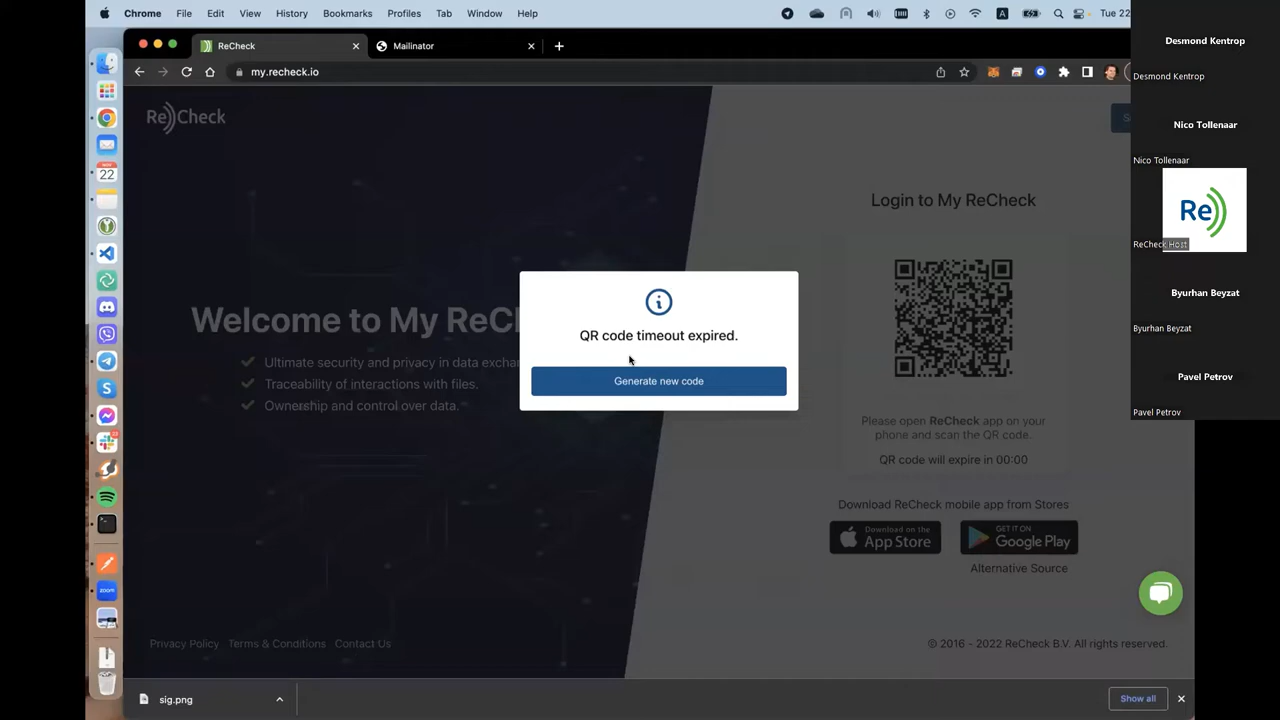 Chrome File Edit View History Bookmarks Profiles Tab Window Help
A
Tue 22
ReCheck
Mailinator
my.recheck.io
Re Check
Login to My ReCheck
QR code timeout expired.
Generate new code
Welcome to My ReC
Ultimate security and privacy in data excha
Traceability of interactions with files.
Ownership and control over data.
Please open ReCheck app on your
phone and scan the QR code.
QR code will expire in 00:00
Download ReCheck mobile app from Stores
Download on the
App Store
GET IT ON
Google Play
Alternative Source
Privacy Policy Terms & Conditions Contact Us
© 2016 - 2022 ReCheck B.V. All rights reserved.
sig.png
Show all
22
zoom
Desmond Kentrop
Desmond Kentrop
Nico Tollenaar
Nico Tollenaar
Re
ReCheck Host
Byurhan Beyzat
Byurhan Beyzat
Pavel Petrov
Pavel Petrov